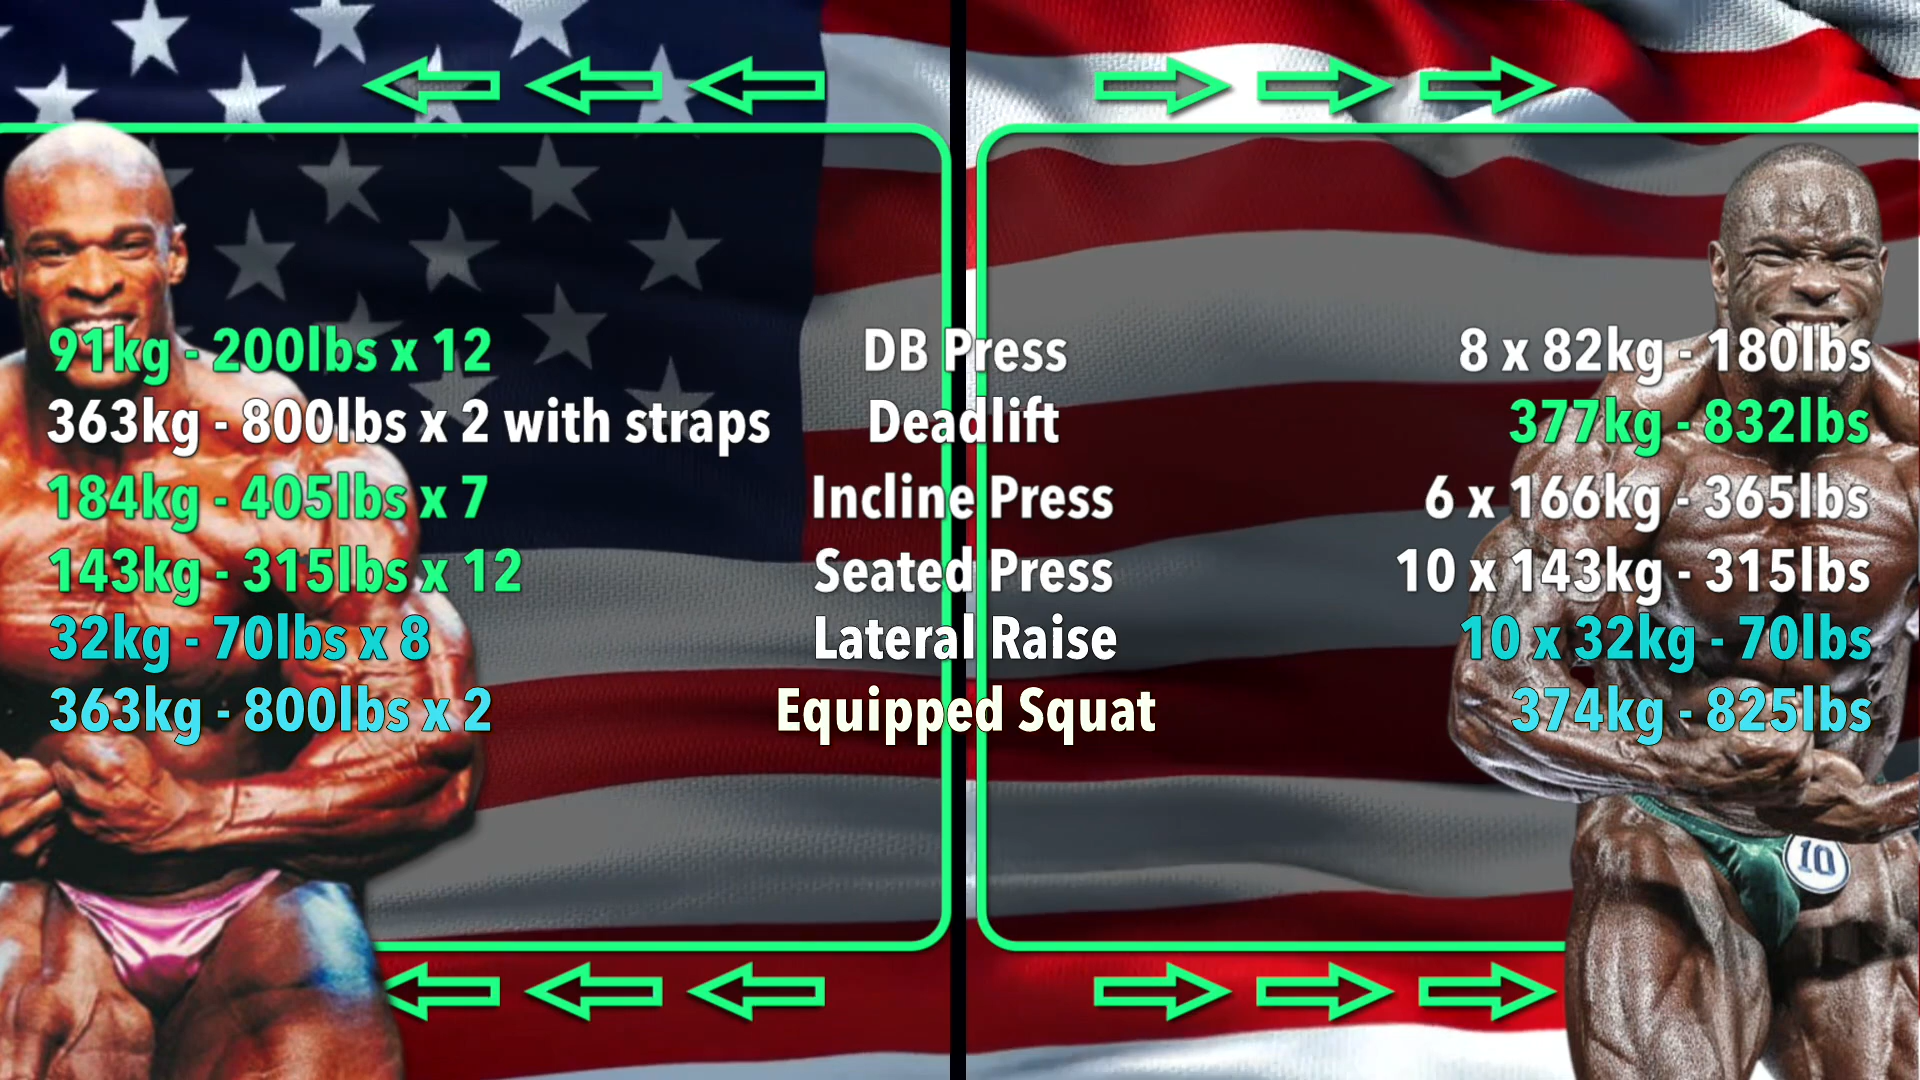 91kg - 200lbs x 12 DB Press 8 x 82kg - 180lbs
363kg - 800lbs x 2 with straps Deadlift 377kg - 832lbs
184kg - 405lbs x 7 Incline Press 6 x 166kg - 365lbs
143kg - 315lbs x 12 Seated Press 10 x 143kg - 315lbs
32kg - 70lbs x 8 Lateral Raise 10 x 32kg - 70lbs
363kg - 800lbs x 2 Equipped Squat 374kg - 825lbs
10